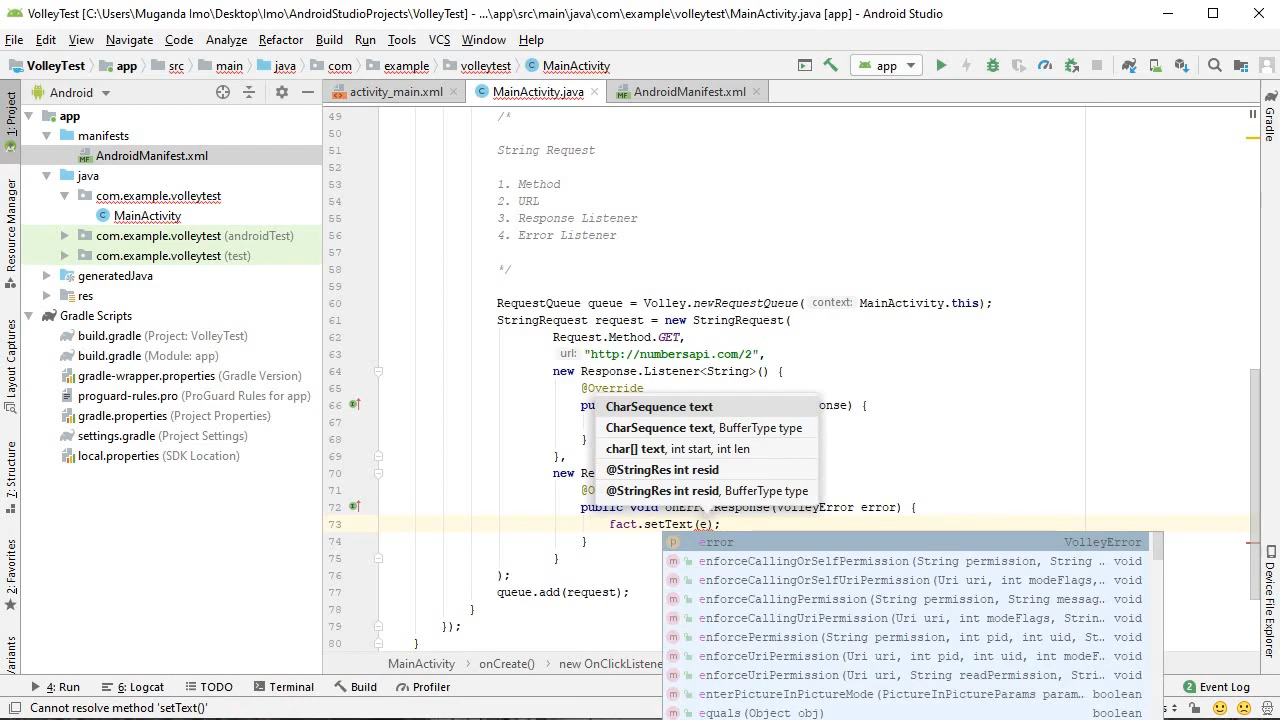 VolleyTest [C:\Users\Muganda Imo\Desktop\Imo\AndroidStudioProjects\VolleyTest] - ...\app\src\main\java\com\example\volleytest\MainActivity.java [app] - Android Studio
File Edit View Navigate Code Analyze Refactor Build Run Tools VCS Window Help
VolleyTest app src main java com example volleytest MainActivity app
Android activity_main.xml MainActivity.java AndroidManifest.xml
1: Project
Resource Manager
Layout Captures
Z: Structure
2: Favorites
app
manifests
AndroidManifest.xml
java
com.example.volleytest
MainActivity
com.example.volleytest (androidTest)
com.example.volleytest (test)
generatedJava
res
Gradle Scripts
build.gradle (Project: VolleyTest)
build.gradle (Module: app)
gradle-wrapper.properties (Gradle Version)
proguard-rules.pro (ProGuard Rules for app)
gradle.properties (Project Properties)
settings.gradle (Project Settings)
local.properties (SDK Location)
49 /*
50
51 String Request
52
53 1. Method
54 2. URL
55 3. Response Listener
56 4. Error Listener
57
58 */
59
60 RequestQueue queue = Volley.newRequestQueue( context: MainActivity.this);
61 StringRequest request = new StringRequest(
62 Request.Method.GET,
63 url: "http://numbersapi.com/2",
64 new Response.Listener<String>() {
65 @Override
66 pu onse) {
67
68 }
69 },
70 new Re
71 @O
72 public void onErrorResponse(VolleyError error) {
73 fact.setText(e);
74 }
75 }
76 );
77 queue.add(request);
78 }
79 });
80 }
CharSequence text
CharSequence text, BufferType type
char[] text, int start, int len
@StringRes int resid
@StringRes int resid, BufferType type
error VolleyError
enforceCallingOrSelfPermission(String permission, String .. void
enforceCallingOrSelfUriPermission(Uri uri, int modeFlags, void
enforceCallingPermission(String permission, String messag.. void
enforceCallingUriPermission(Uri uri, int modeFlags, Strin.. void
enforcePermission(String permission, int pid, int uid, St.. void
enforceUriPermission(Uri uri, int pid, int uid, int modeF.. void
enforceUriPermission(Uri uri, String readPermission, Stri.. void
enterPictureInPictureMode(PictureInPictureParams param.. boolean
equals(Object obj) boolean
Gradle
Device File Explorer
MainActivity onCreate() new OnClickListene
4: Run 6: Logcat TODO Terminal Build Profiler 2 Event Log
Cannot resolve method 'setText()'